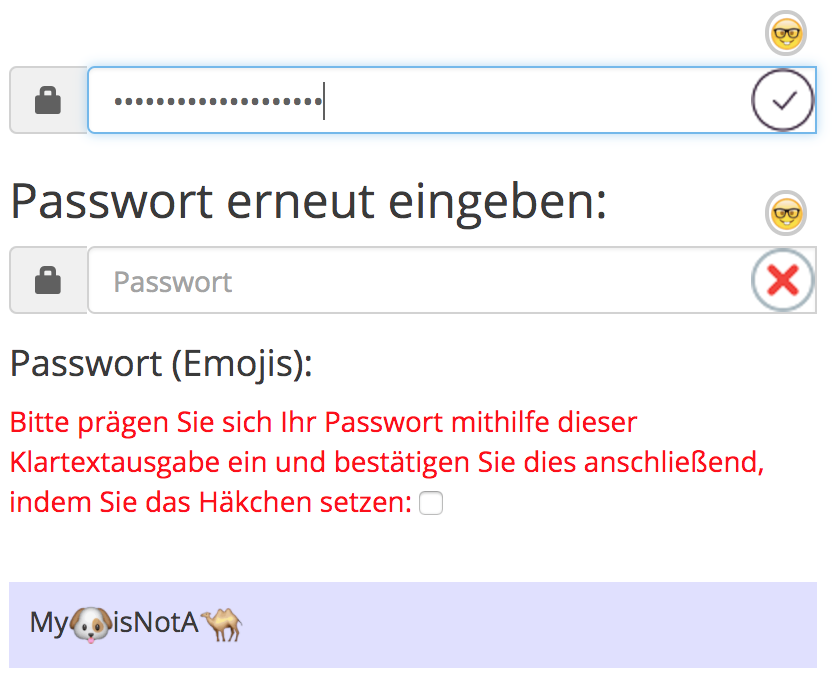 ••••••••••••••••••••
Passwort erneut eingeben:
Passwort
Passwort (Emojis):
Bitte prägen Sie sich Ihr Passwort mithilfe dieser
Klartextausgabe ein und bestätigen Sie dies anschließend,
indem Sie das Häkchen setzen:
My🐶isNotA🐫